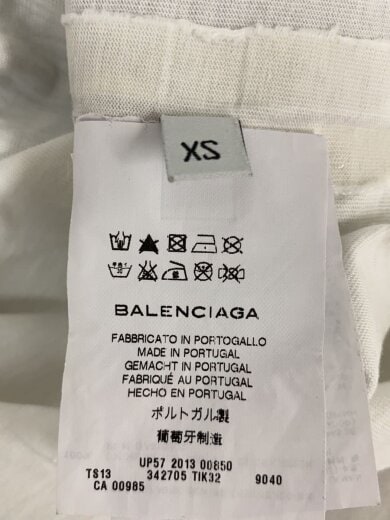 XS
BALENCIAGA
FABBRICATO IN PORTOGALLO
MADE IN PORTUGAL
GEMACHT IN PORTUGAL
FABRIQUÉ AU PORTUGAL
HECHO EN PORTUGAL
ポルトガル製
葡萄牙制造
UP57 2013 00850
TS13 342705 TIK32 9040
CA 00985